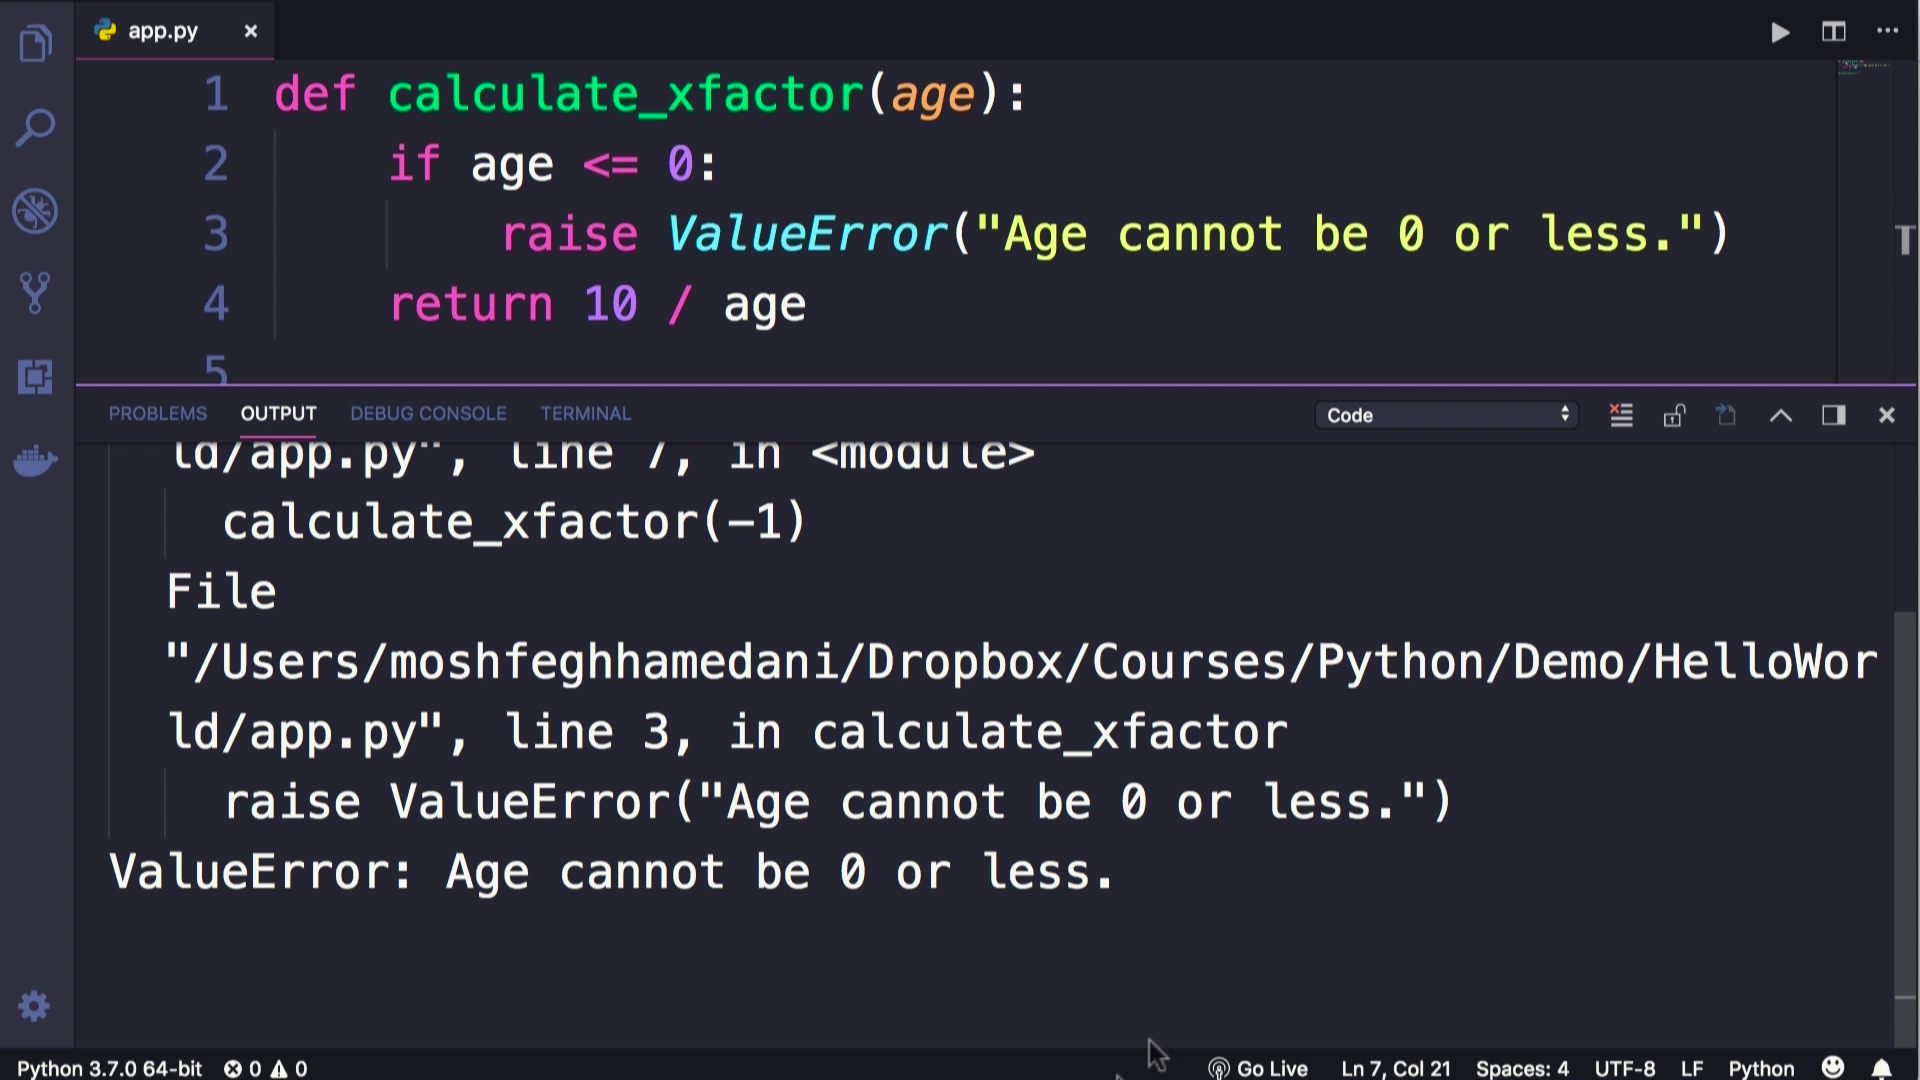 app.py
1 def calculate_xfactor(age):
2 if age <= 0:
3 raise ValueError("Age cannot be 0 or less.")
4 return 10 / age
5
PROBLEMS OUTPUT DEBUG CONSOLE TERMINAL Code
ld/app.py", line 7, in <module>
calculate_xfactor(-1)
File
"/Users/moshfeghhamedani/Dropbox/Courses/Python/Demo/HelloWor
ld/app.py", line 3, in calculate_xfactor
raise ValueError("Age cannot be 0 or less.")
ValueError: Age cannot be 0 or less.
Python 3.7.0 64-bit 0 0 Go Live Ln 7, Col 21 Spaces: 4 UTF-8 LF Python